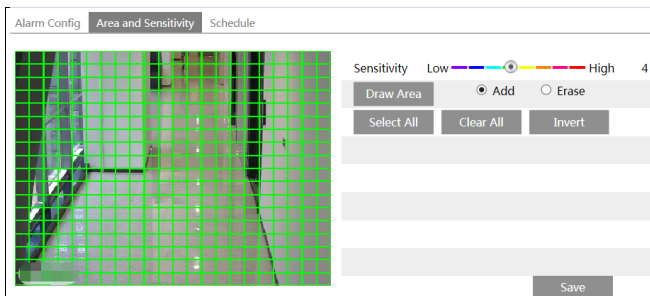 Alarm Config Area and Sensitivity Schedule
Sensitivity Low High 4
Draw Area Add Erase
Select All Clear All Invert
Save